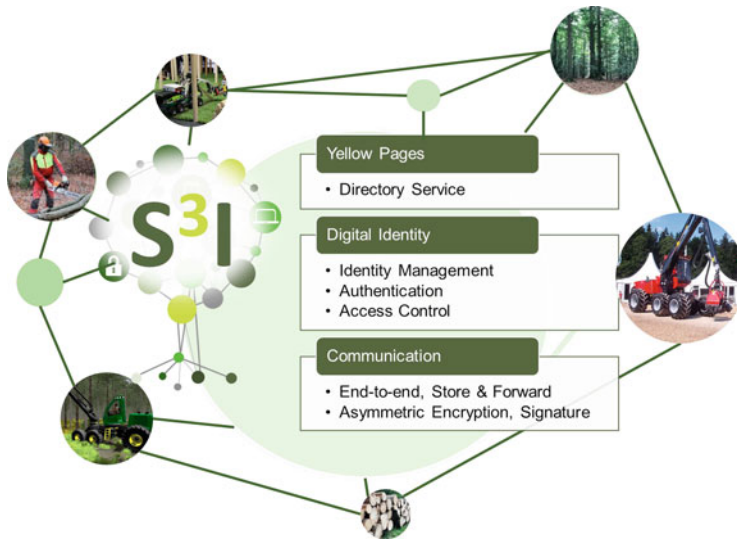 S³I
Yellow Pages
• Directory Service
Digital Identity
• Identity Management
• Authentication
• Access Control
Communication
• End-to-end, Store & Forward
• Asymmetric Encryption, Signature